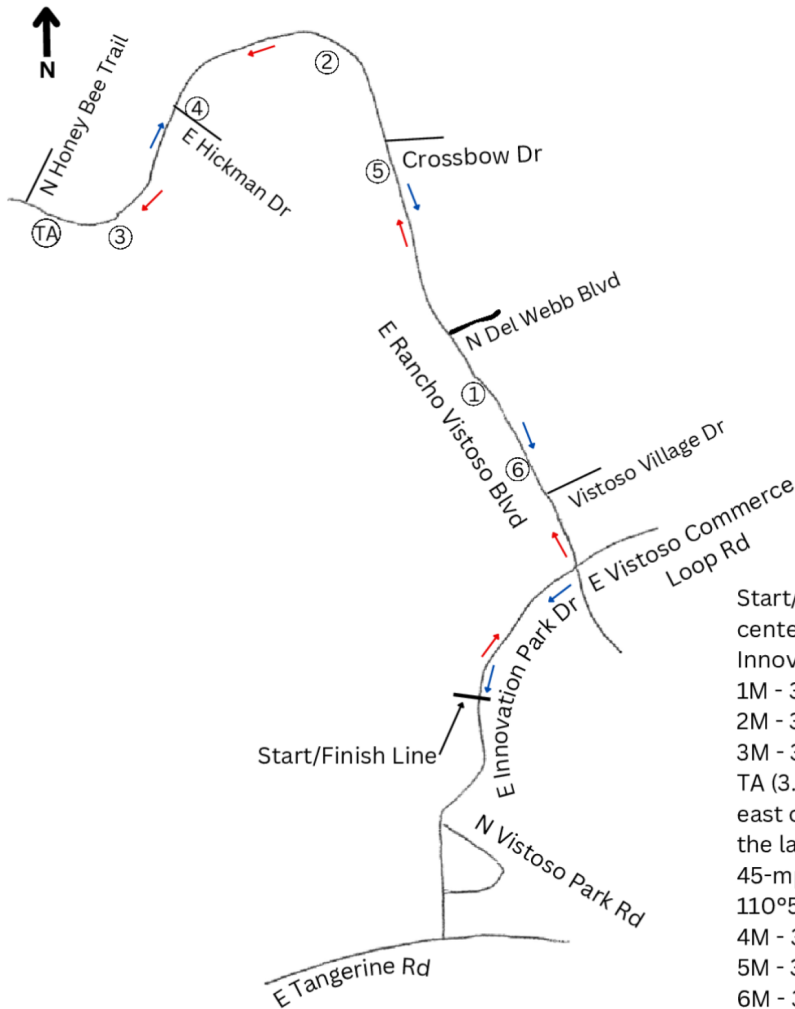 N
N Honey Bee Trail
2
4
E Hickman Dr
Crossbow Dr
5
TA
3
N Del Webb Blvd
E Rancho Vistoso Blvd
1
6
Vistoso Village Dr
E Vistoso Commerce
Loop Rd
E Innovation Park Dr
Start/Finish Line
N Vistoso Park Rd
E Tangerine Rd
Start/
cente
Innov
1M - 3
2M - 3
3M - 3
TA (3.
east o
the la
45-m
110°5
4M - 3
5M - 3
6M - 3